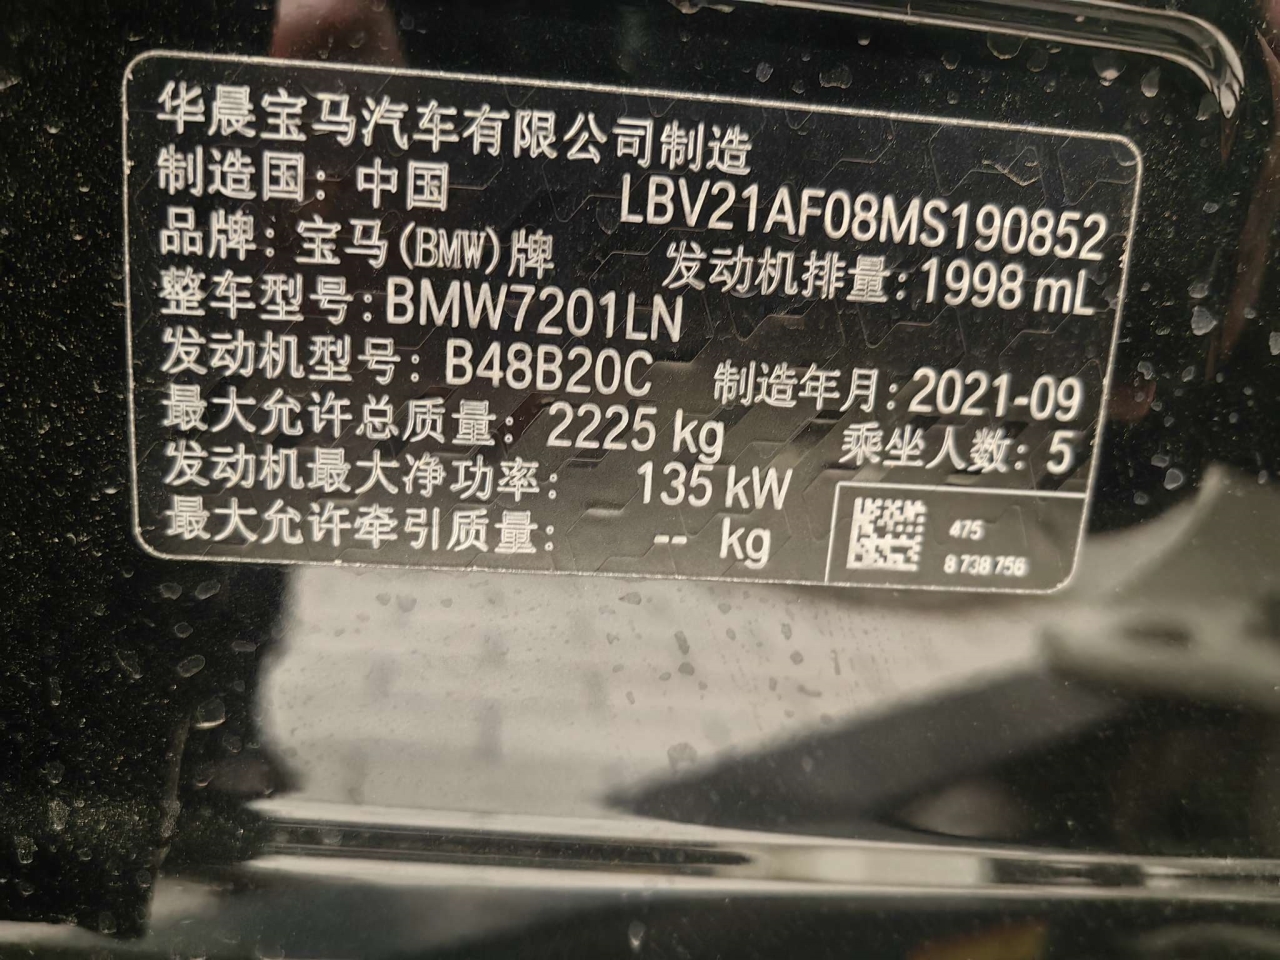 华晨宝马汽车有限公司制造
制造国：中国 LBV21AF08MS190852
品牌：宝马(BMW)牌 发动机排量：1998 mL
整车型号：BMW7201LN
发动机型号：B48B20C 制造年月：2021-09
最大允许总质量：2225 kg 乘坐人数：5
发动机最大净功率：135 kW
最大允许牵引质量：-- kg
475
8 738 756